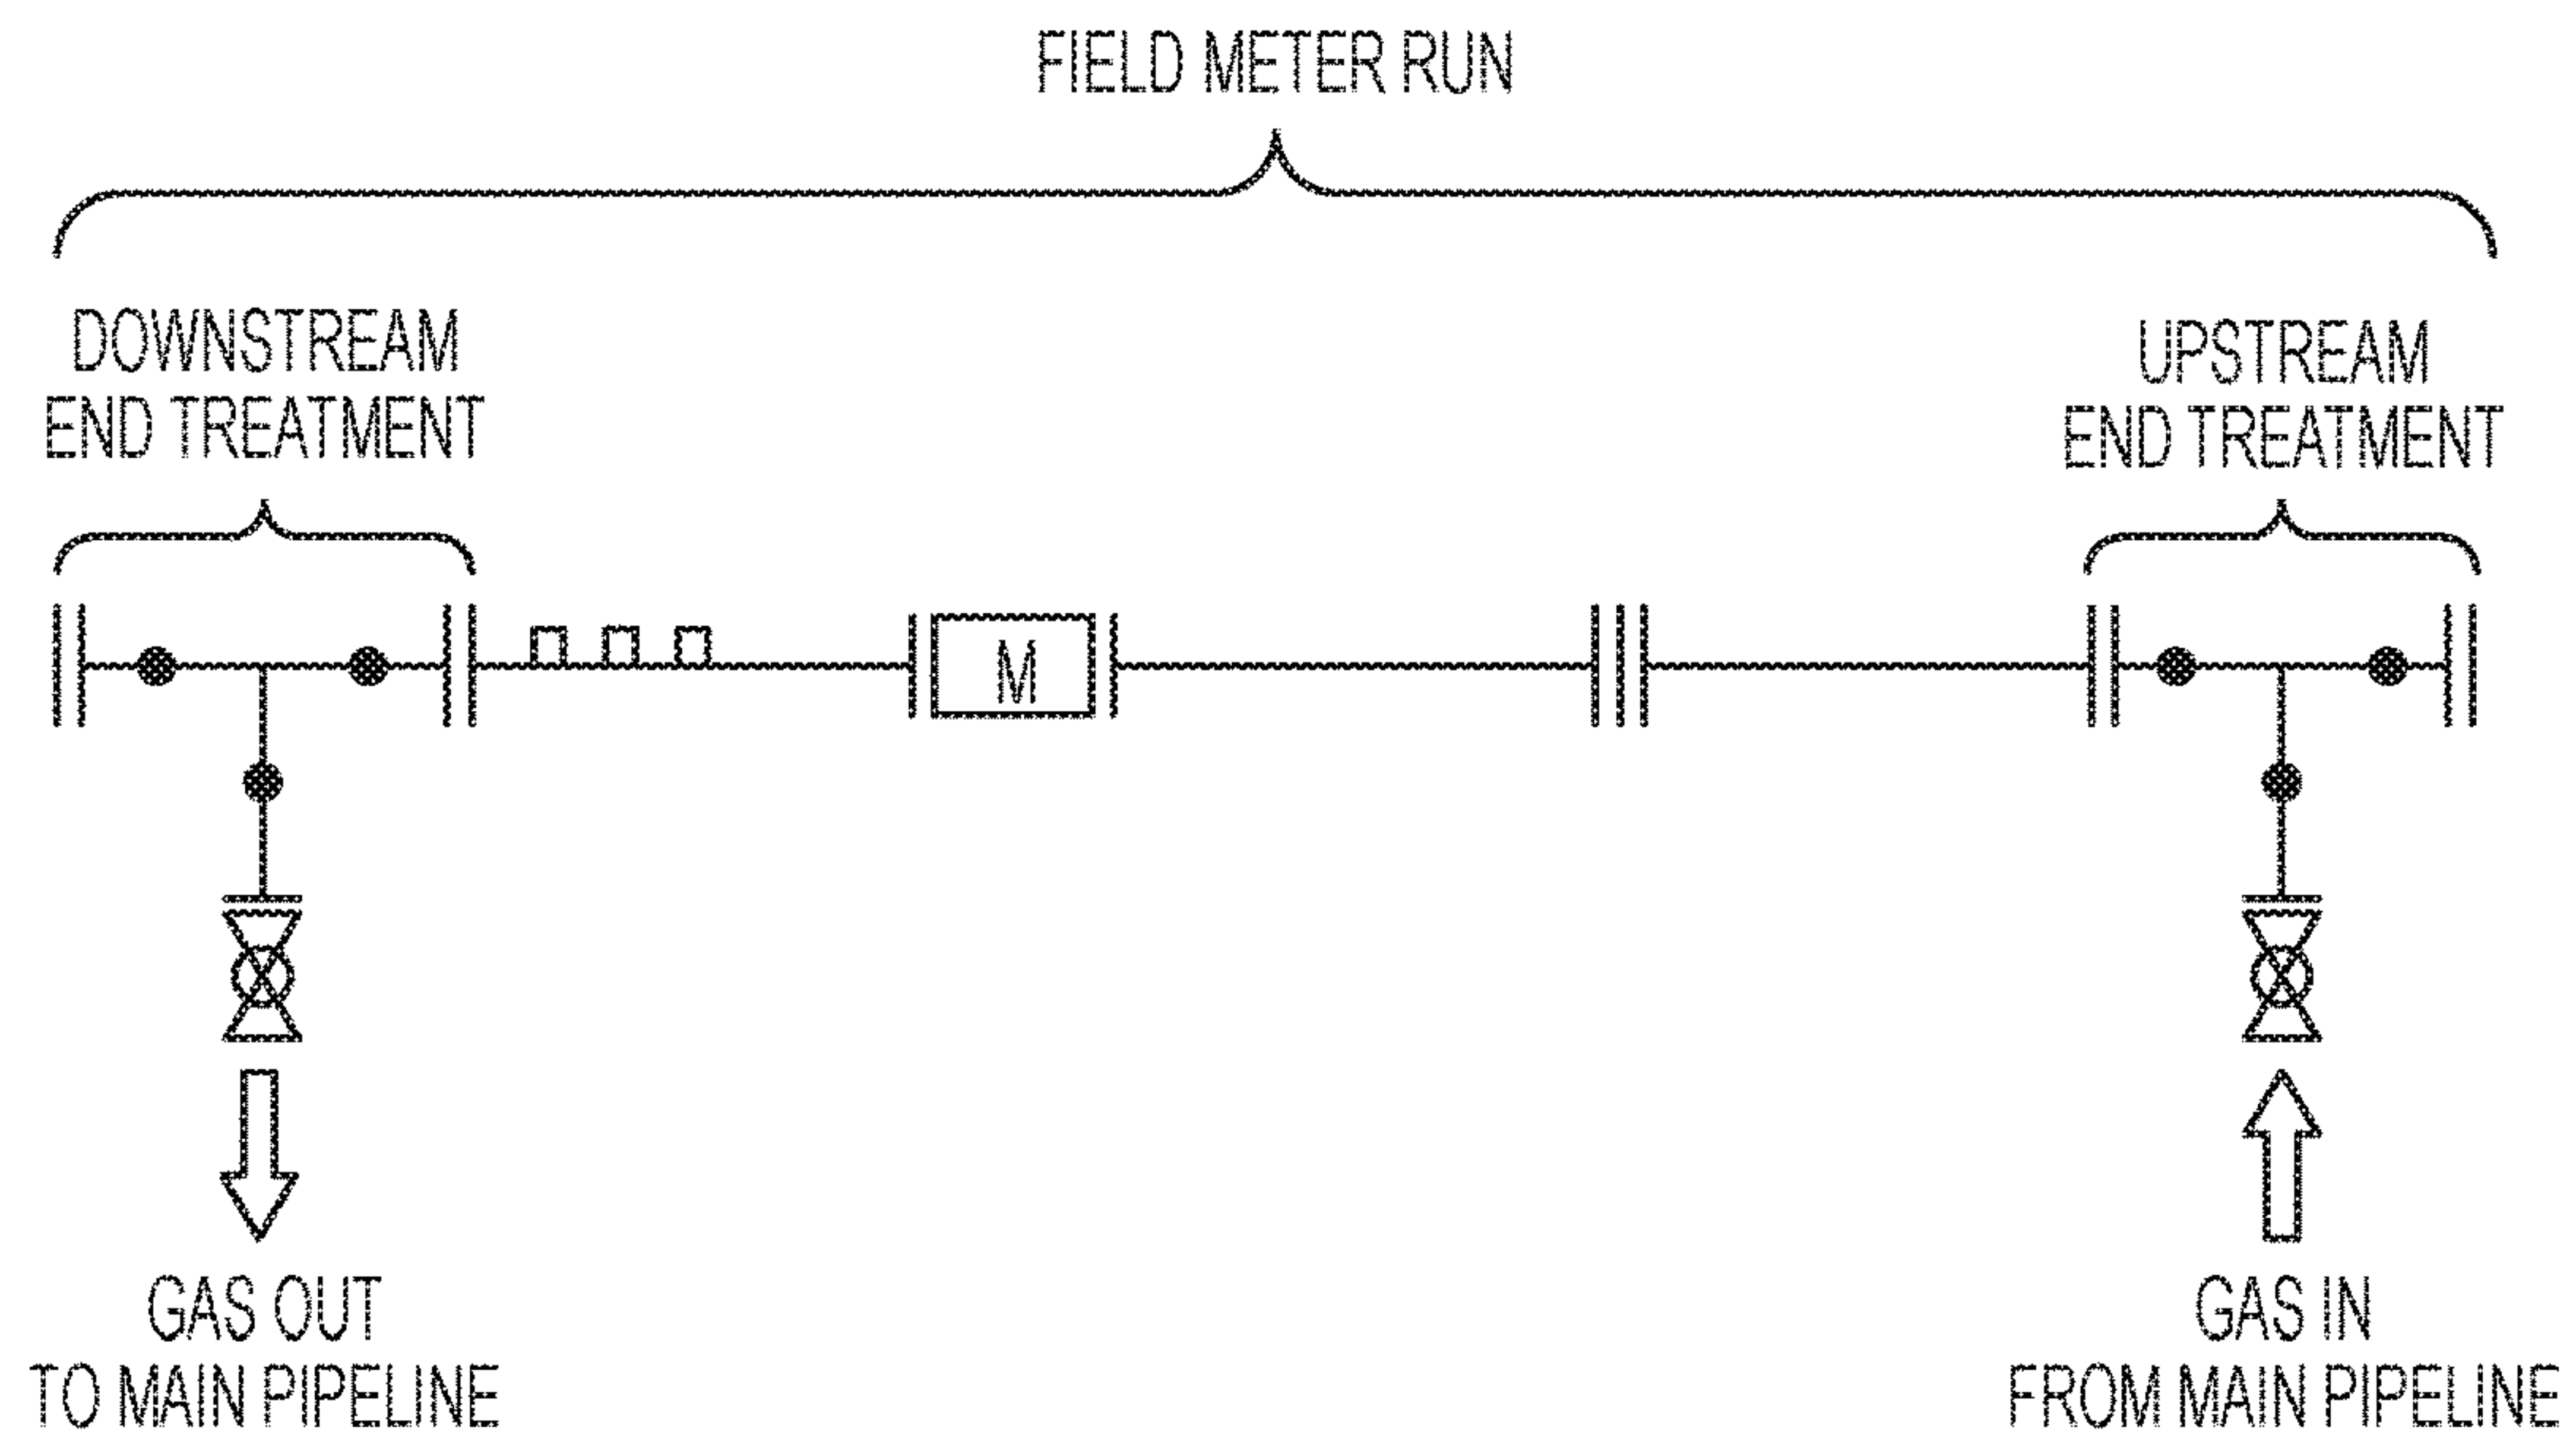 FIELD METER RUN
DOWNSTREAM
END TREATMENT
UPSTREAM
END TREATMENT
M
GAS OUT
TO MAIN PIPELINE
GAS IN
FROM MAIN PIPELINE